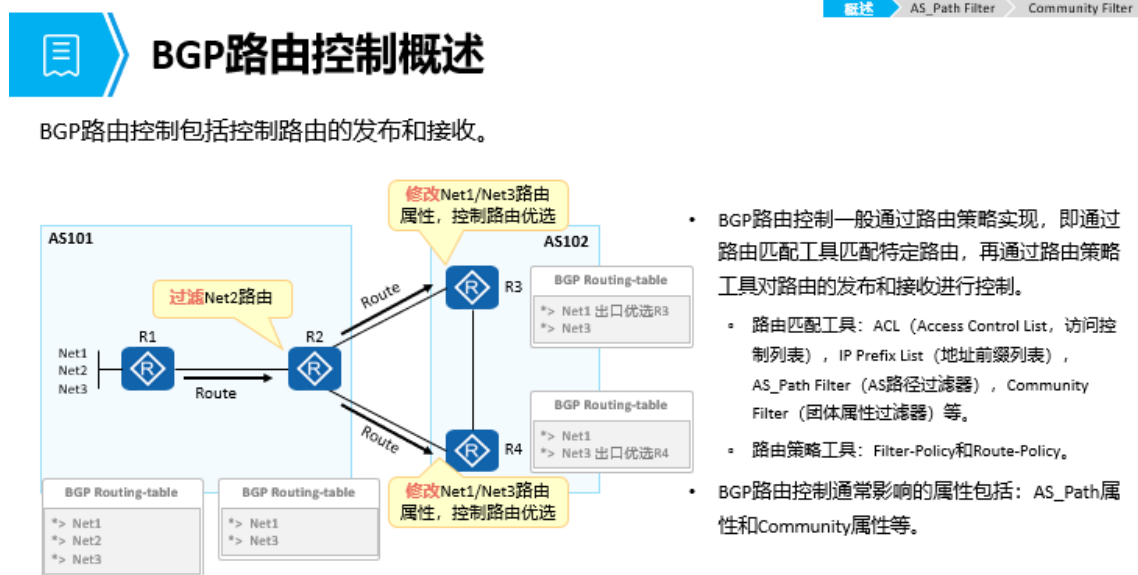 概述 AS_Path Filter Community Filter
BGP路由控制概述
BGP路由控制包括控制路由的发布和接收。
修改Net1/Net3路由
属性，控制路由优选
AS101
AS102
过滤Net2路由
Route
R3
BGP Routing-table
*> Net1 出口优选R3
*> Net3
R1
R2
Net1
Net2
Net3
Route
Route
R4
BGP Routing-table
*> Net1
*> Net3 出口优选R4
修改Net1/Net3路由
属性，控制路由优选
BGP Routing-table
*> Net1
*> Net2
*> Net3
BGP Routing-table
*> Net1
*> Net3
• BGP路由控制一般通过路由策略实现，即通过
路由匹配工具匹配特定路由，再通过路由策略
工具对路由的发布和接收进行控制。
▫ 路由匹配工具：ACL（Access Control List，访问控
制列表），IP Prefix List（地址前缀列表），
AS_Path Filter（AS路径过滤器），Community
Filter（团体属性过滤器）等。
▫ 路由策略工具：Filter-Policy和Route-Policy。
• BGP路由控制通常影响的属性包括：AS_Path属
性和Community属性等。